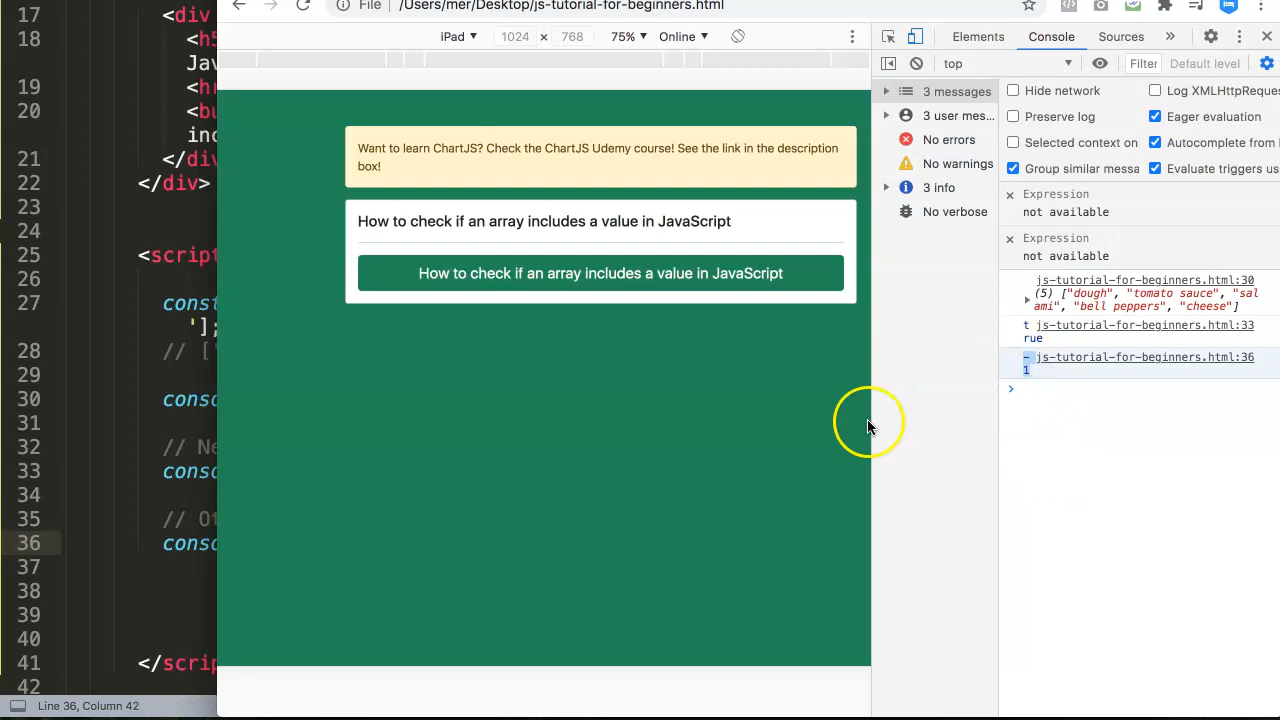 /Users/mer/Desktop/js-tutorial-for-beginners.html
File
iPad 1024 × 768 75% Online
Elements Console Sources
top Filter Default level
17 <div
18 <h5
Jav
19 <hr
20 <bu
inc
21 </div
22 </div>
23
24
25 <script
26
27 const
'];
28 // ["
29
30 conso
31
32 // Ne
33 conso
34
35 // Ot
36 conso
37
38
39
40
41 </scrip
42
Line 36, Column 42
Want to learn ChartJS? Check the ChartJS Udemy course! See the link in the description
box!
How to check if an array includes a value in JavaScript
How to check if an array includes a value in JavaScript
3 messages
3 user mes...
No errors
No warnings
3 info
No verbose
Hide network Log XMLHttpReques
Preserve log Eager evaluation
Selected context on Autocomplete from
Group similar messa Evaluate triggers us
Expression
not available
Expression
not available
js-tutorial-for-beginners.html:30
(5) ["dough", "tomato sauce", "sal
ami", "bell peppers", "cheese"]
t js-tutorial-for-beginners.html:33
rue
- js-tutorial-for-beginners.html:36
1